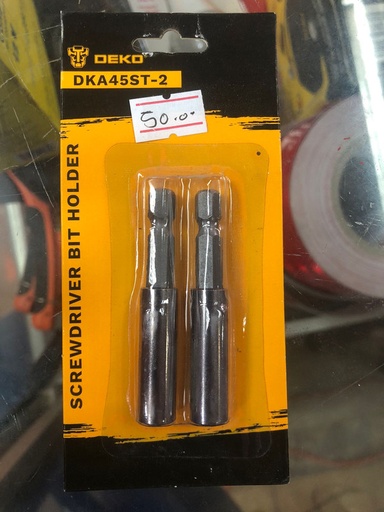 DEKO
DKA45ST-2
50.00
SCREWDRIVER BIT HOLDER